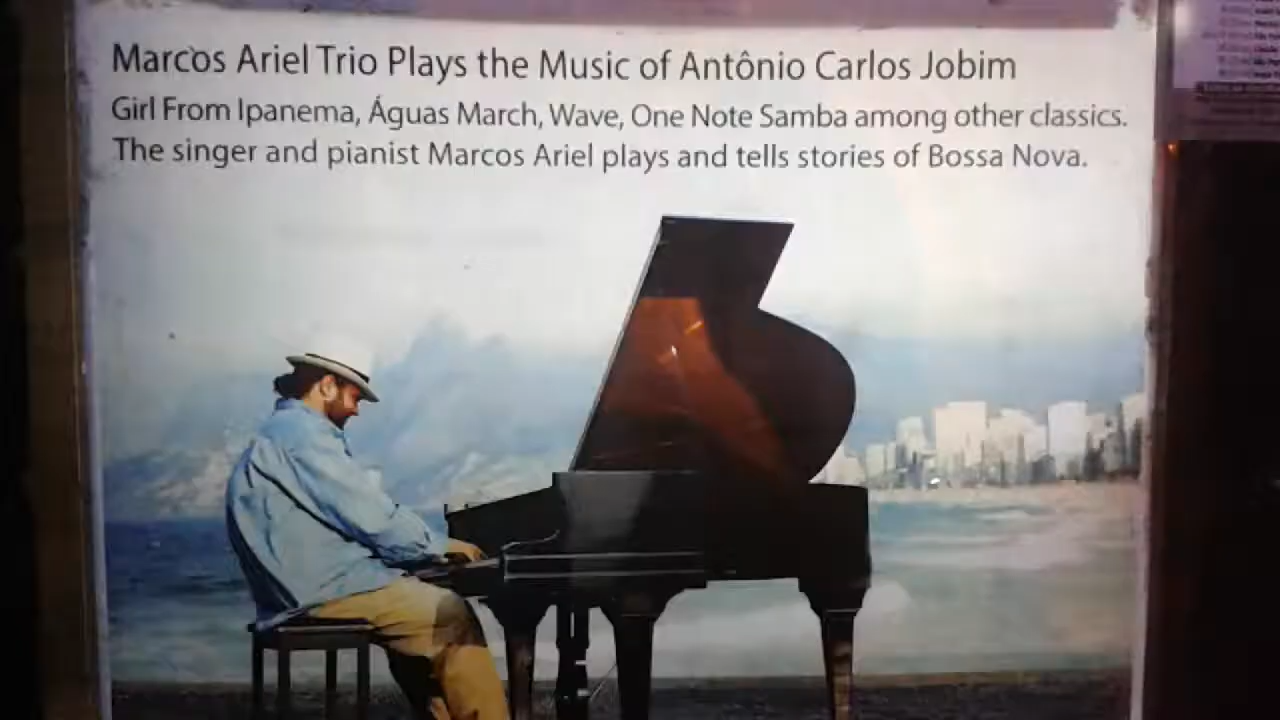 Marcos Ariel Trio Plays the Music of Antônio Carlos Jobim
Girl From Ipanema, Águas March, Wave, One Note Samba among other classics.
The singer and pianist Marcos Ariel plays and tells stories of Bossa Nova.